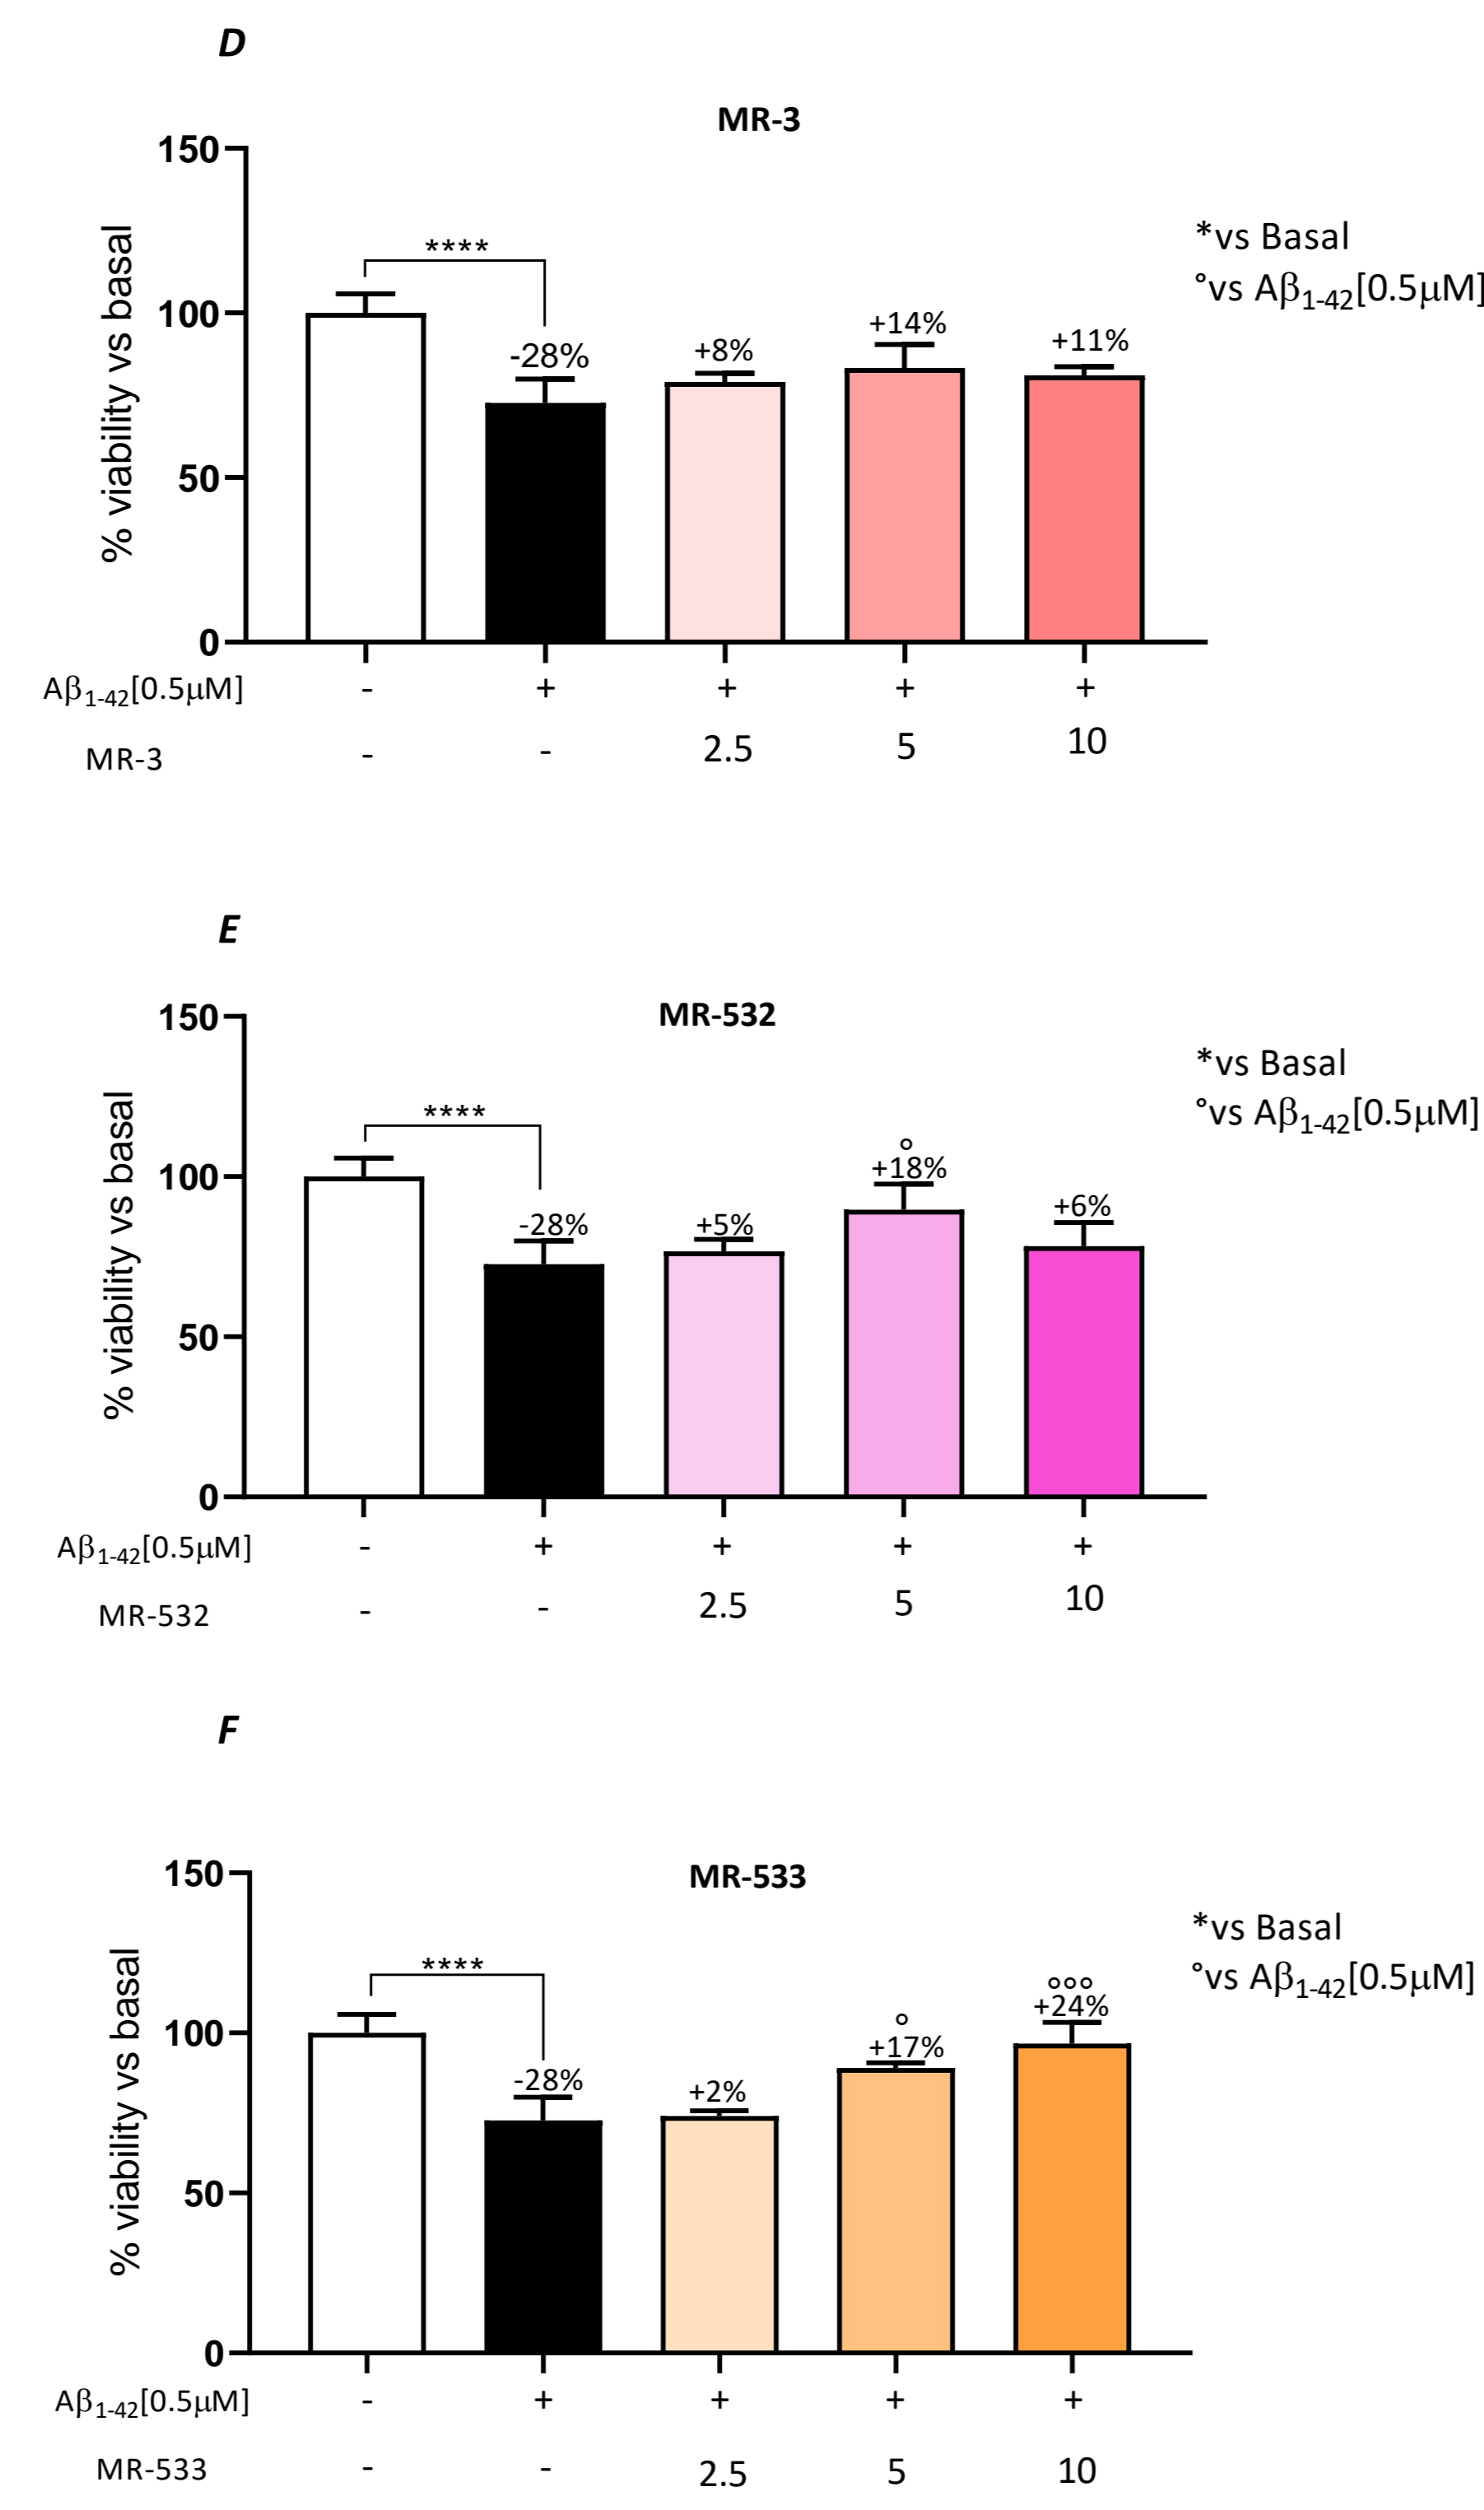 D
MR-3
150
100
50
0
% viability vs basal
****
-28%
+8%
+14%
+11%
*vs Basal
°vs Aβ1-42[0.5μM]
Aβ1-42[0.5μM] - + + + +
MR-3 - - 2.5 5 10
E
MR-532
150
100
50
0
% viability vs basal
****
-28%
+5%
°
+18%
+6%
*vs Basal
°vs Aβ1-42[0.5μM]
Aβ1-42[0.5μM] - + + + +
MR-532 - - 2.5 5 10
F
MR-533
150
100
50
0
% viability vs basal
****
-28%
+2%
°
+17%
°°°
+24%
*vs Basal
°vs Aβ1-42[0.5μM]
Aβ1-42[0.5μM] - + + + +
MR-533 - - 2.5 5 10